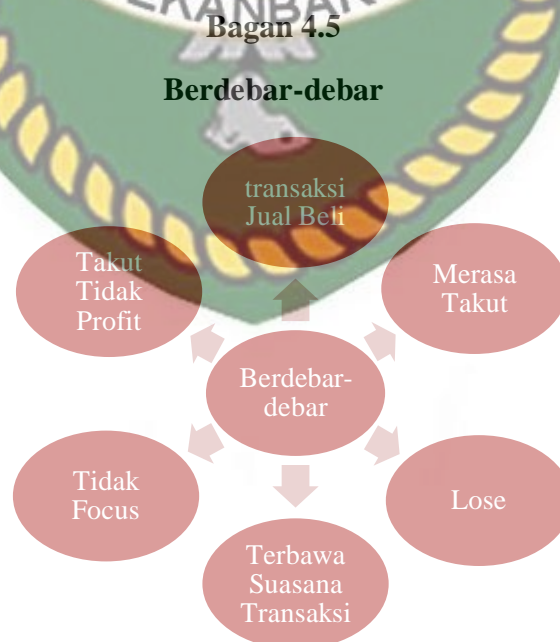 EKANBAR
Bagan 4.5
Berdebar-debar
transaksi
Jual Beli
Merasa
Takut
Lose
Terbawa
Suasana
Transaksi
Tidak
Focus
Takut
Tidak
Profit
Berdebar-
debar